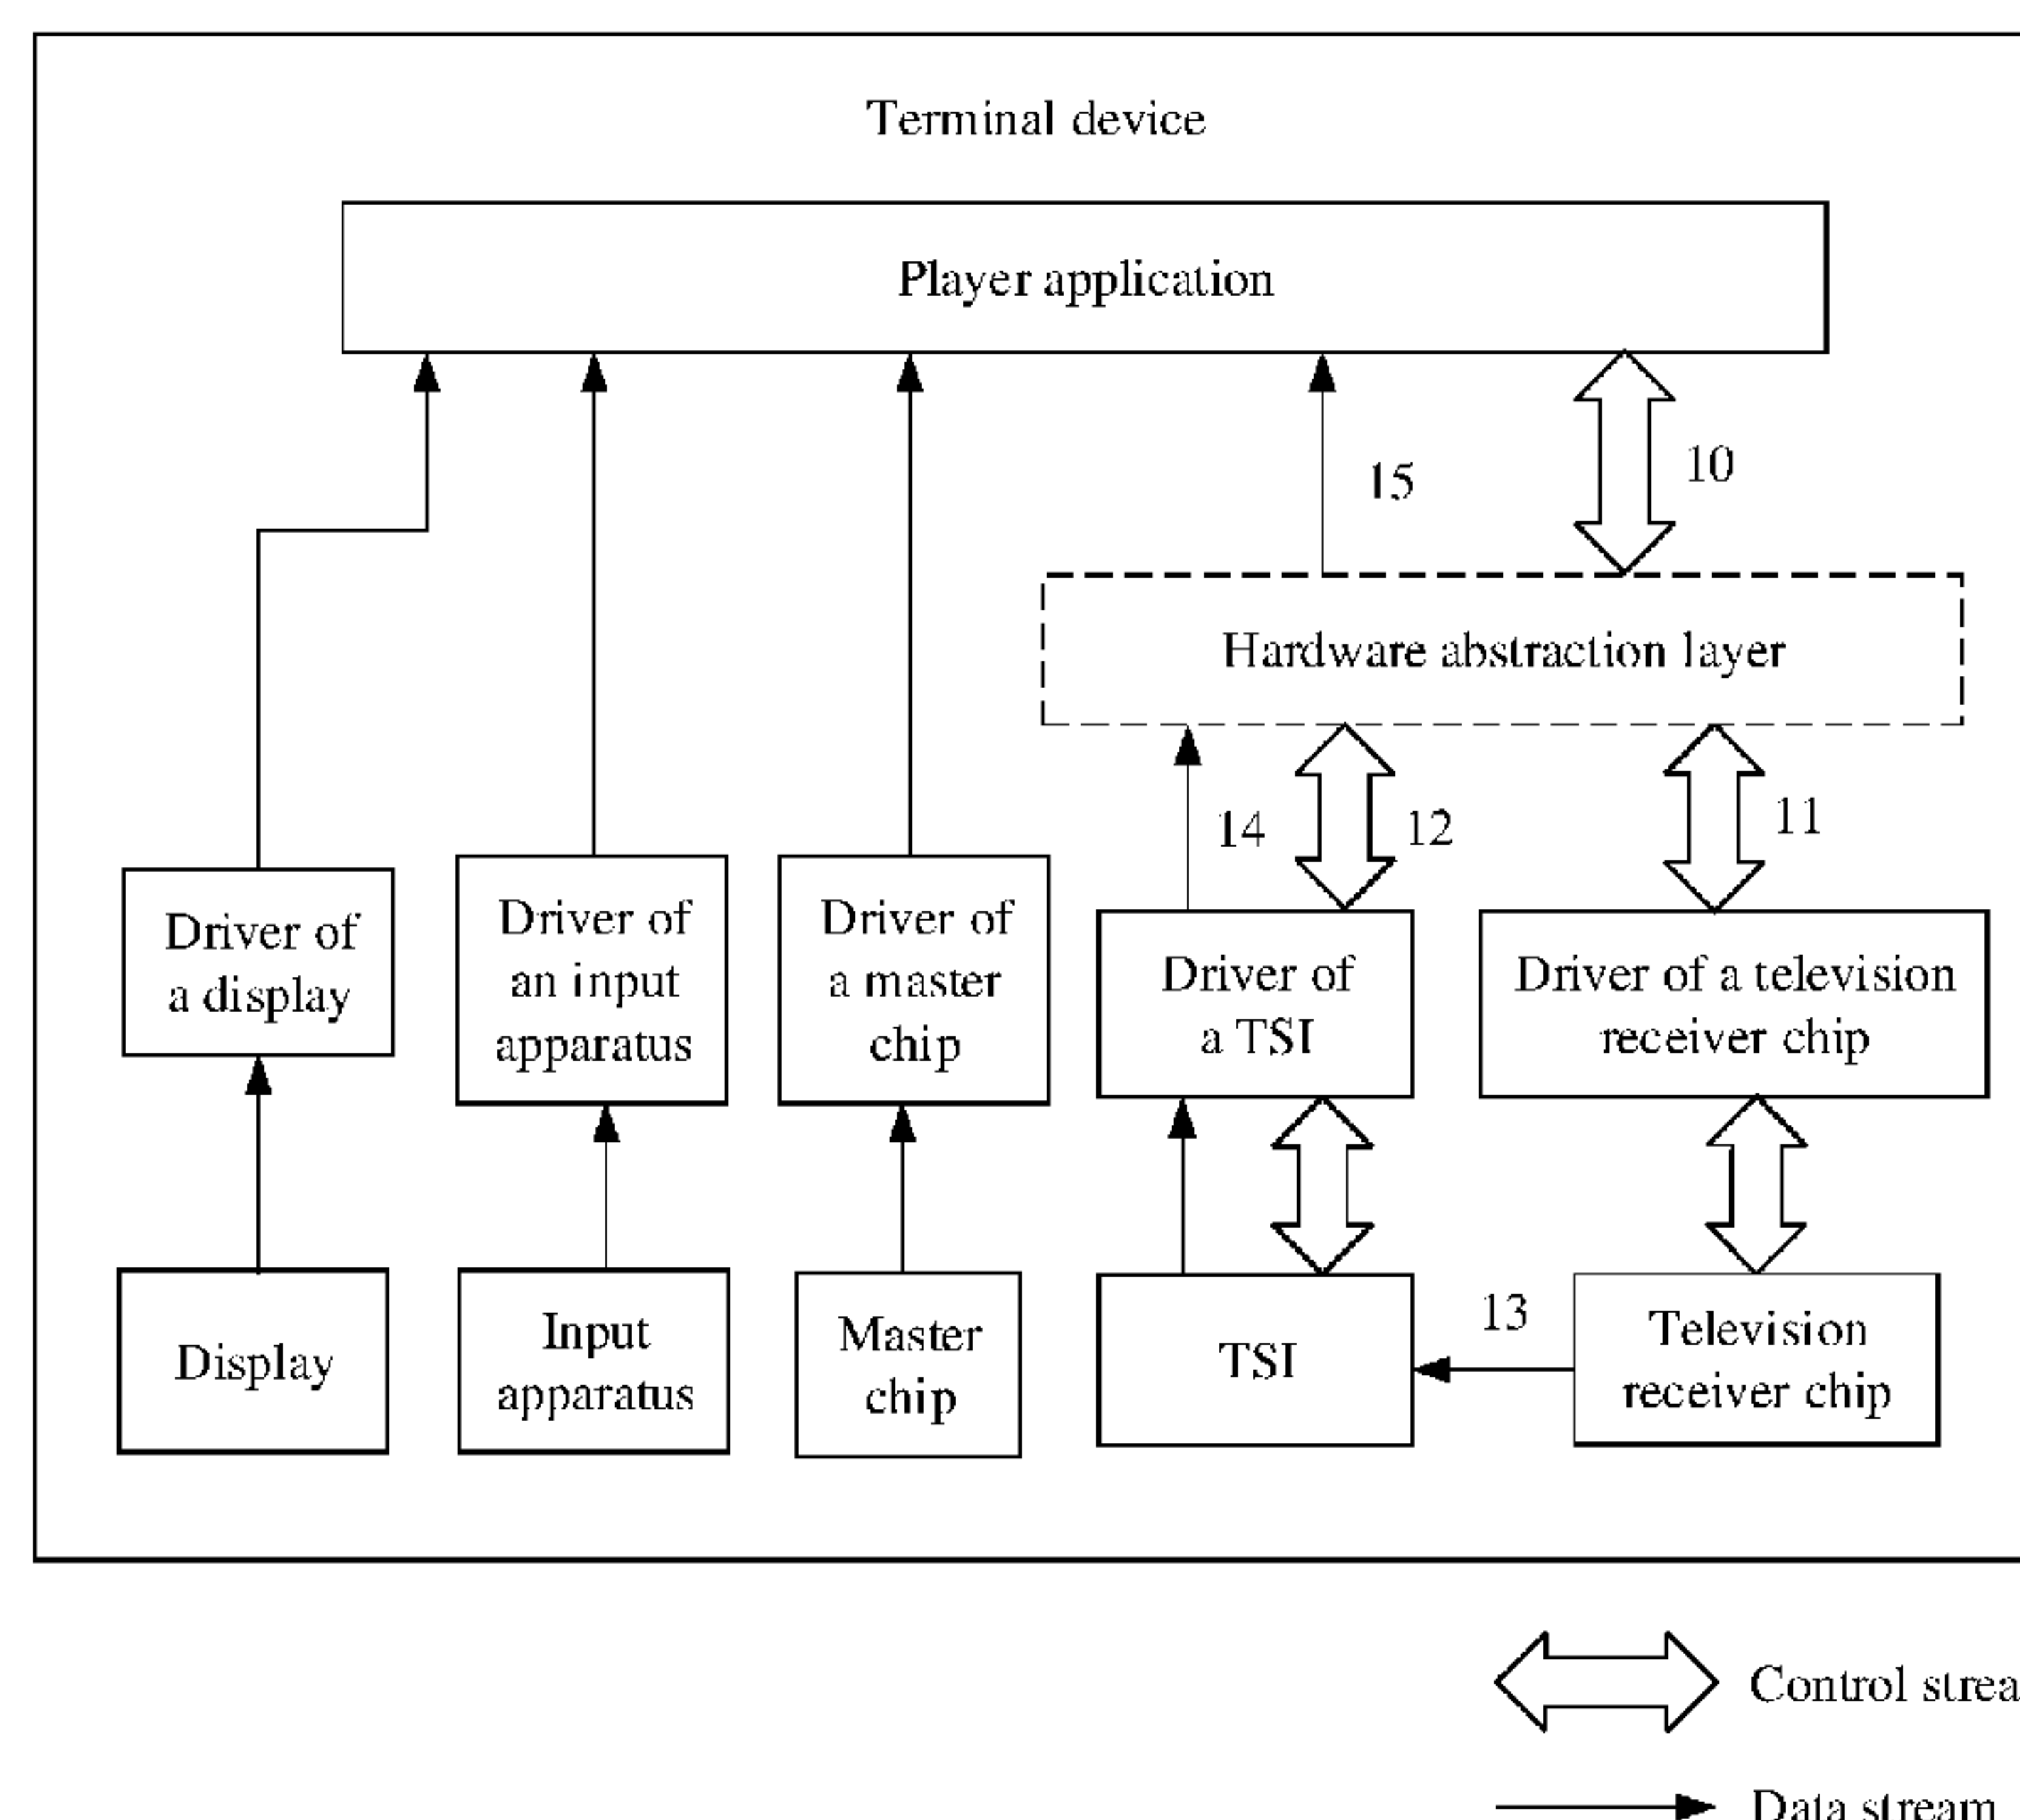 Terminal device
Player application
15
10
Hardware abstraction layer
14
12
11
Driver of
a display
Driver of
an input
apparatus
Driver of
a master
chip
Driver of
a TSI
Driver of a television
receiver chip
13
Display
Input
apparatus
Master
chip
TSI
Television
receiver chip
Control
Data stream